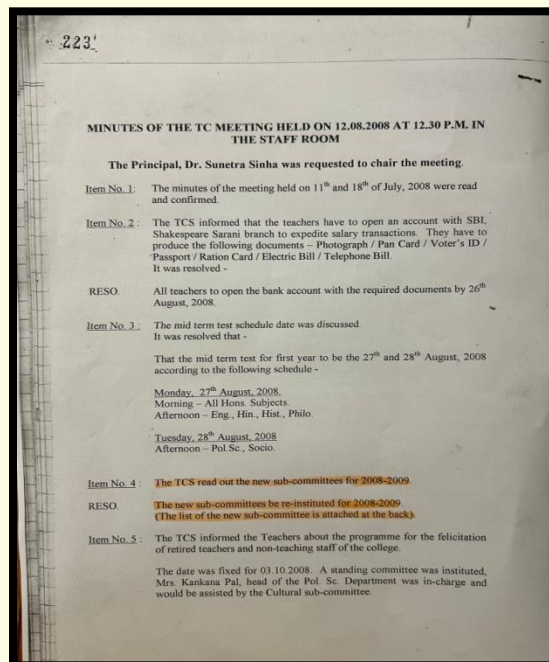 223
MINUTES OF THE TC MEETING HELD ON 12.08.2008 AT 12.30 P.M. IN
THE STAFF ROOM
The Principal, Dr. Sunetra Sinha was requested to chair the meeting.
Item No. 1: The minutes of the meeting held on 11th and 18th of July, 2008 were read
and confirmed.
Item No. 2 : The TCS informed that the teachers have to open an account with SBI,
Shakespeare Sarani branch to expedite salary transactions. They have to
produce the following documents – Photograph / Pan Card / Voter's ID /
Passport / Ration Card / Electric Bill / Telephone Bill.
It was resolved -
RESO. All teachers to open the bank account with the required documents by 26th
August, 2008.
Item No. 3 : The mid term test schedule date was discussed.
It was resolved that -
That the mid term test for first year to be the 27th and 28th August, 2008
according to the following schedule -
Monday, 27th August, 2008.
Morning – All Hons. Subjects.
Afternoon – Eng., Hin., Hist., Philo.
Tuesday, 28th August, 2008
Afternoon – Pol.Sc., Socio.
Item No. 4 : The TCS read out the new sub-committees for 2008-2009.
RESO. The new sub-committees be re-instituted for 2008-2009.
(The list of the new sub-committee is attached at the back).
Item No. 5 : The TCS informed the Teachers about the programme for the felicitation
of retired teachers and non-teaching staff of the college.
The date was fixed for 03.10.2008. A standing committee was instituted,
Mrs. Kankana Pal, head of the Pol. Sc. Department was in-charge and
would be assisted by the Cultural sub-committee.